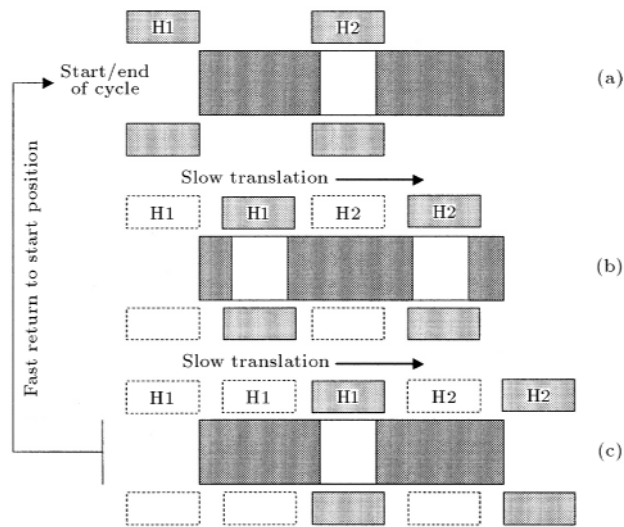 H1 H2
Start/end
of cycle
(a)
Fast return to start position
Slow translation
H1 H1 H2 H2
(b)
Slow translation
H1 H1 H1 H2 H2
(c)